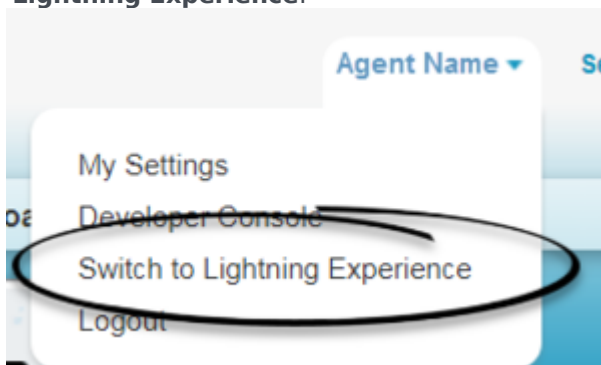 Lightning Experience.
Agent Name
My Settings
Developer Console
Switch to Lightning Experience
Logout